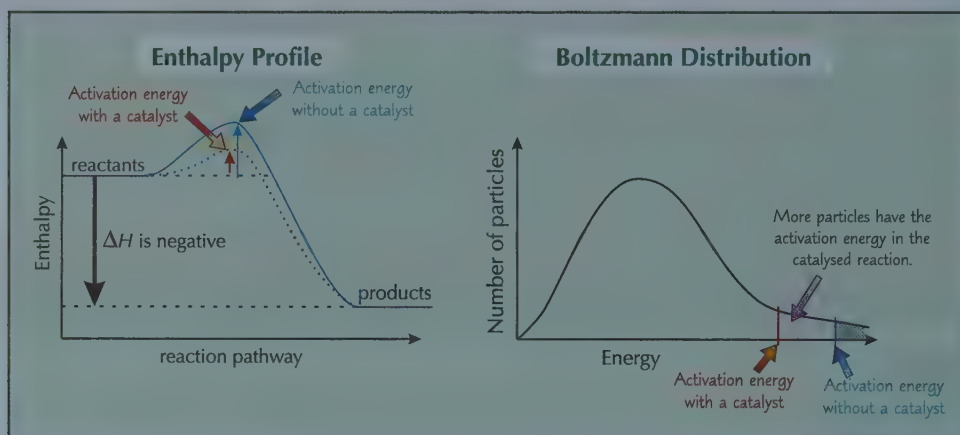 Enthalpy Profile
Activation energy
with a catalyst
Activation energy
without a catalyst
reactants
Enthalpy
ΔH is negative
products
reaction pathway
Boltzmann Distribution
Number of particles
More particles have the
activation energy in the
catalysed reaction.
Energy
Activation energy
with a catalyst
Activation energy
without a catalyst